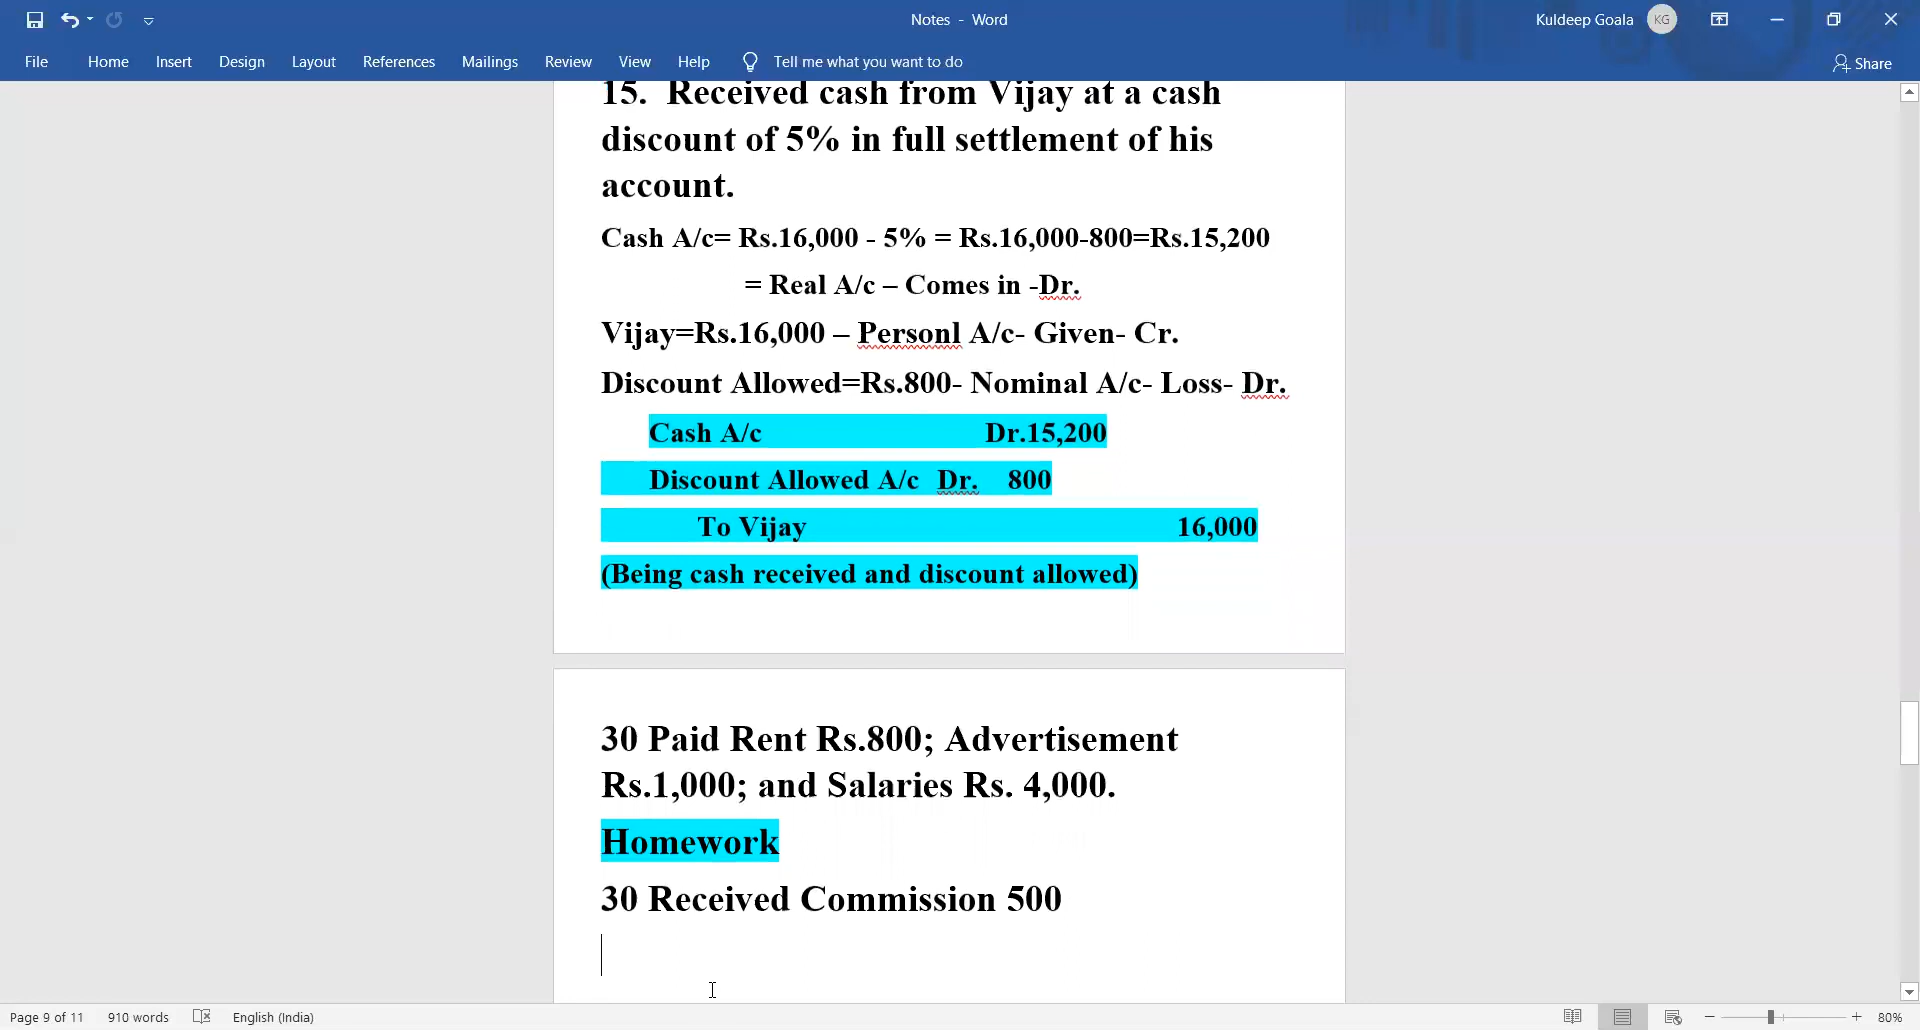 Notes - Word
Kuldeep Goala KG
File Home Insert Design Layout References Mailings Review View Help Tell me what you want to do Share
15. Received cash from Vijay at a cash
discount of 5% in full settlement of his
account.
Cash A/c= Rs.16,000 - 5% = Rs.16,000-800=Rs.15,200
= Real A/c – Comes in -Dr.
Vijay=Rs.16,000 – Personl A/c- Given- Cr.
Discount Allowed=Rs.800- Nominal A/c- Loss- Dr.
Cash A/c Dr.15,200
Discount Allowed A/c Dr. 800
To Vijay 16,000
(Being cash received and discount allowed)
30 Paid Rent Rs.800; Advertisement
Rs.1,000; and Salaries Rs. 4,000.
Homework
30 Received Commission 500
Page 9 of 11 910 words English (India) 80%